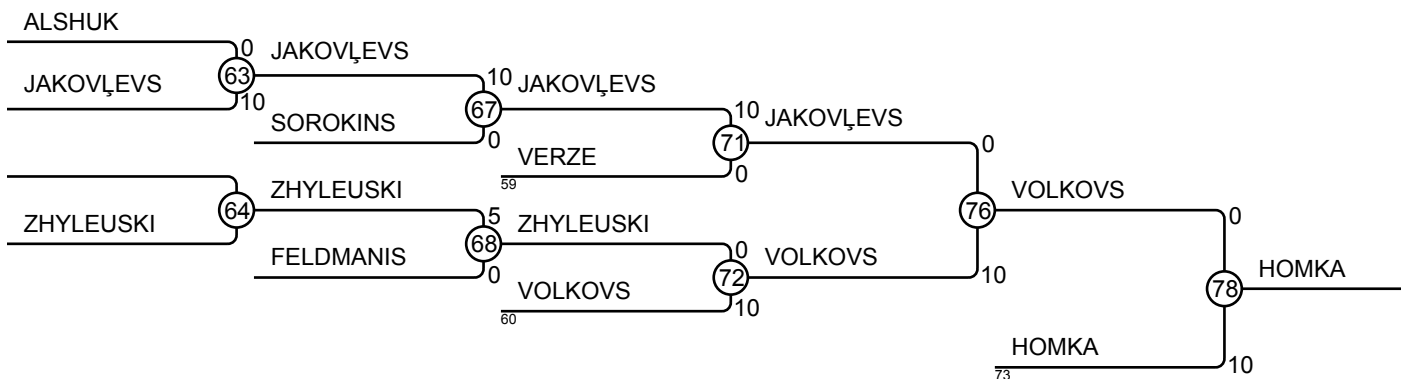 ALSHUK
0
JAKOVĻEVS
63
JAKOVĻEVS
10
10
JAKOVĻEVS
67
SOROKINS
0
10
JAKOVĻEVS
71
VERZE
59
0
0
ZHYLEUSKI
64
ZHYLEUSKI
5
ZHYLEUSKI
68
FELDMANIS
0
0
VOLKOVS
72
VOLKOVS
60
10
VOLKOVS
76
10
0
HOMKA
78
HOMKA
73
10